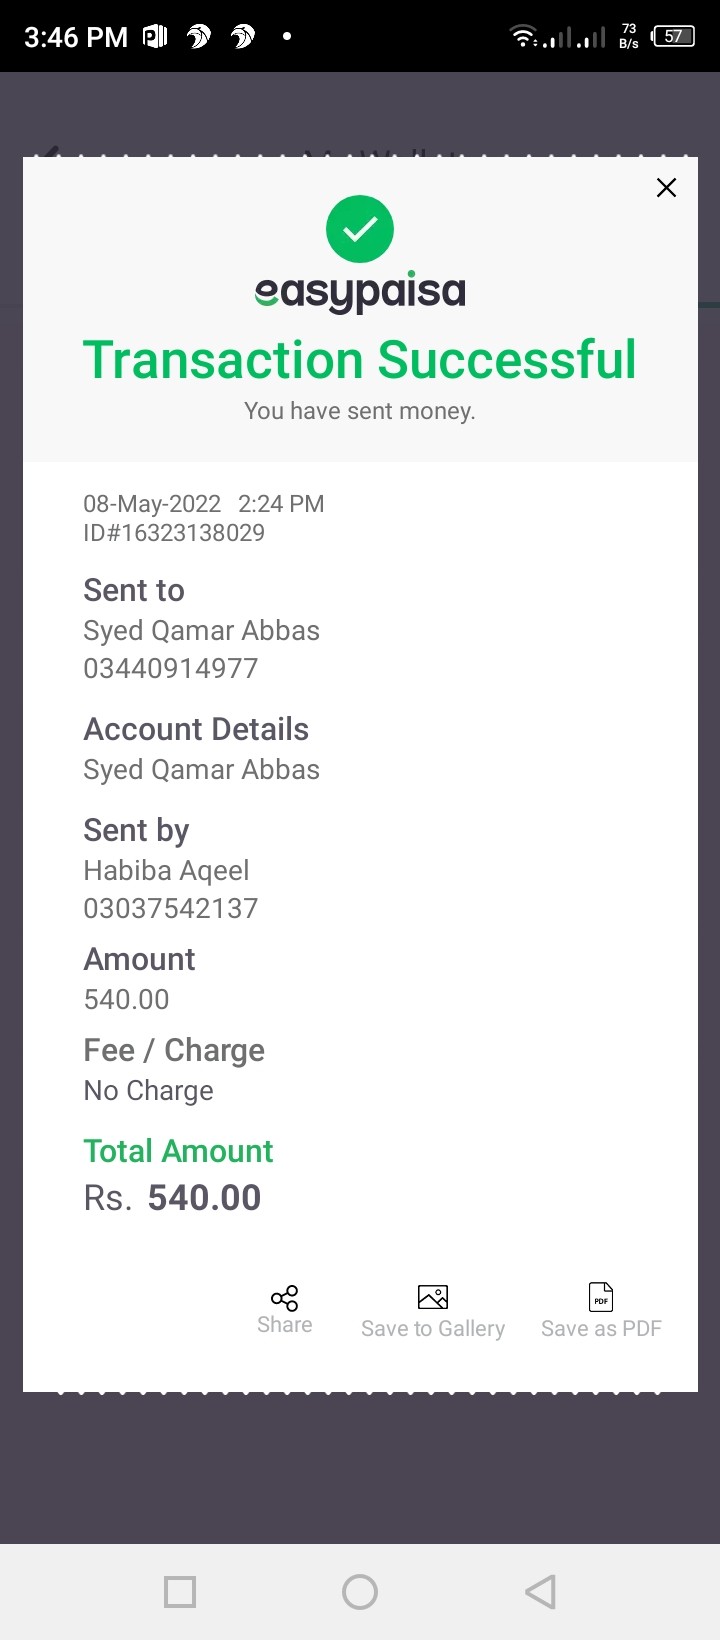 3:46 PM
73
B/s
57
easypaisa
Transaction Successful
You have sent money.
08-May-2022 2:24 PM
ID#16323138029
Sent to
Syed Qamar Abbas
03440914977
Account Details
Syed Qamar Abbas
Sent by
Habiba Aqeel
03037542137
Amount
540.00
Fee / Charge
No Charge
Total Amount
Rs. 540.00
PDF
Share
Save to Gallery
Save as PDF